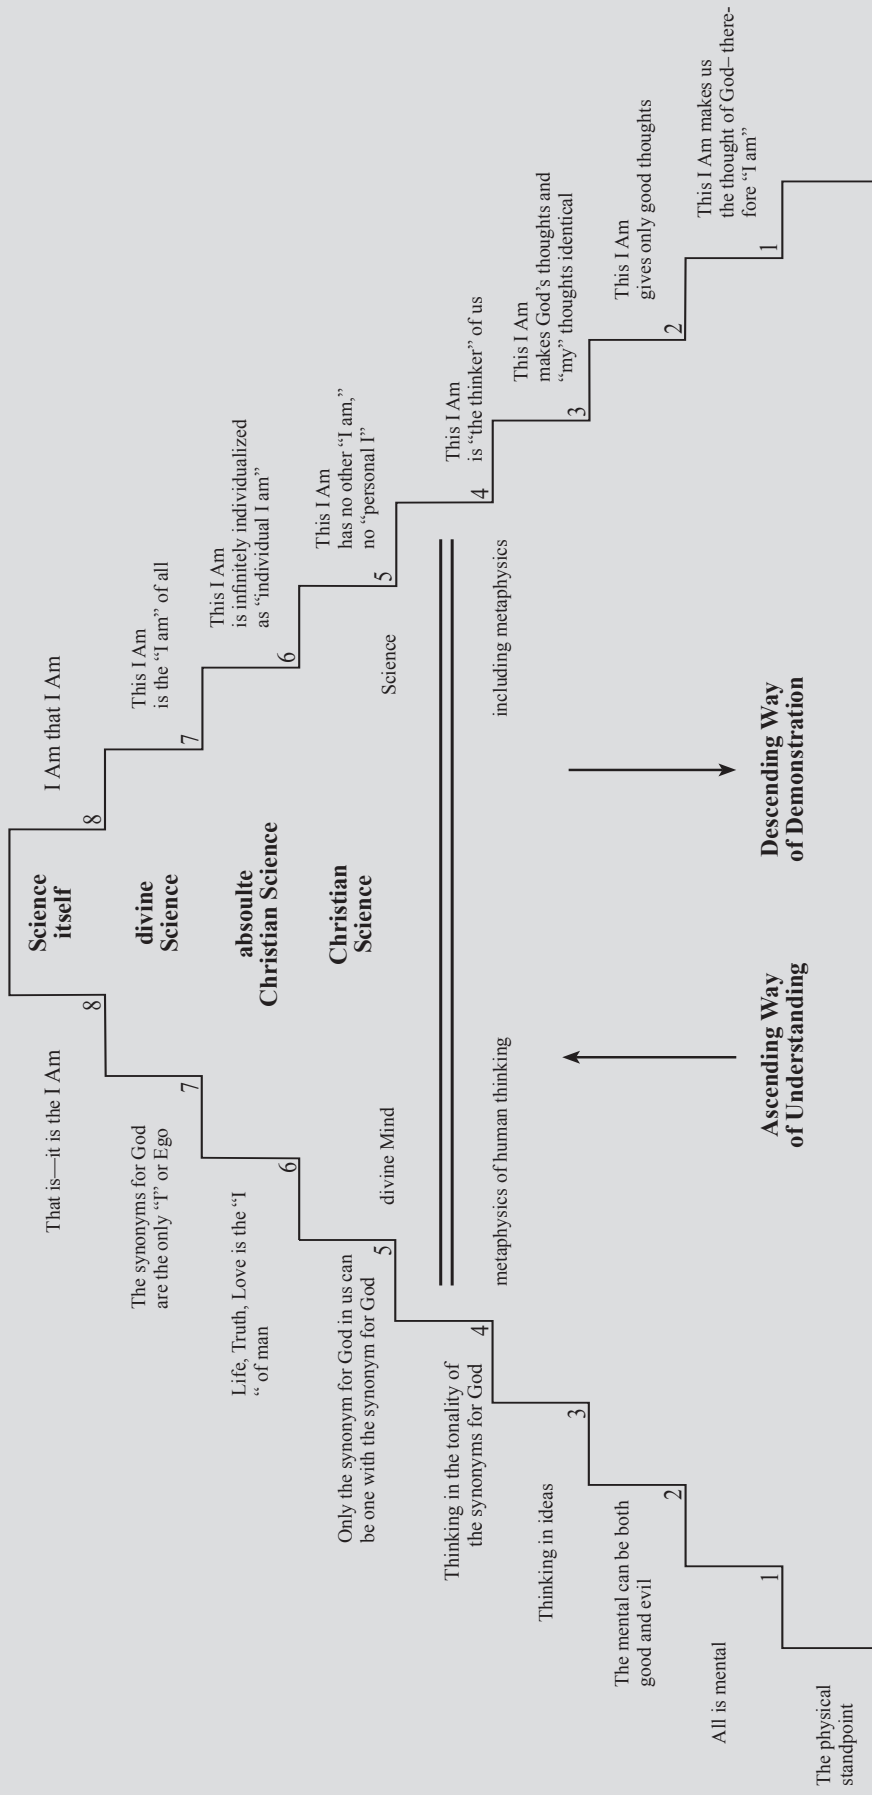 Science
itself
divine
Science
absoulte
Christian Science
Christian
Science
That is—it is the I Am
8
The synonyms for God
are the only “I” or Ego
7
Life, Truth, Love is the “I
“ of man
6
divine Mind
Only the synonym for God in us can
be one with the synonym for God
5
metaphysics of human thinking
Thinking in the tonality of
the synonyms for God
4
Thinking in ideas
3
The mental can be both
good and evil
2
All is mental
1
The physical
standpoint
Ascending Way
of Understanding
I Am that I Am
8
This I Am
is the “I am” of all
7
This I Am
is infinitely individualized
as “individual I am”
6
This I Am
has no other “I am,”
no “personal I”
5
Science
including metaphysics
This I Am
is “the thinker” of us
4
This I Am
makes God’s thoughts and
“my” thoughts identical
3
This I Am
gives only good thoughts
2
This I Am makes us
the thought of God– there-
fore “I am”
1
Descending Way
of Demonstration